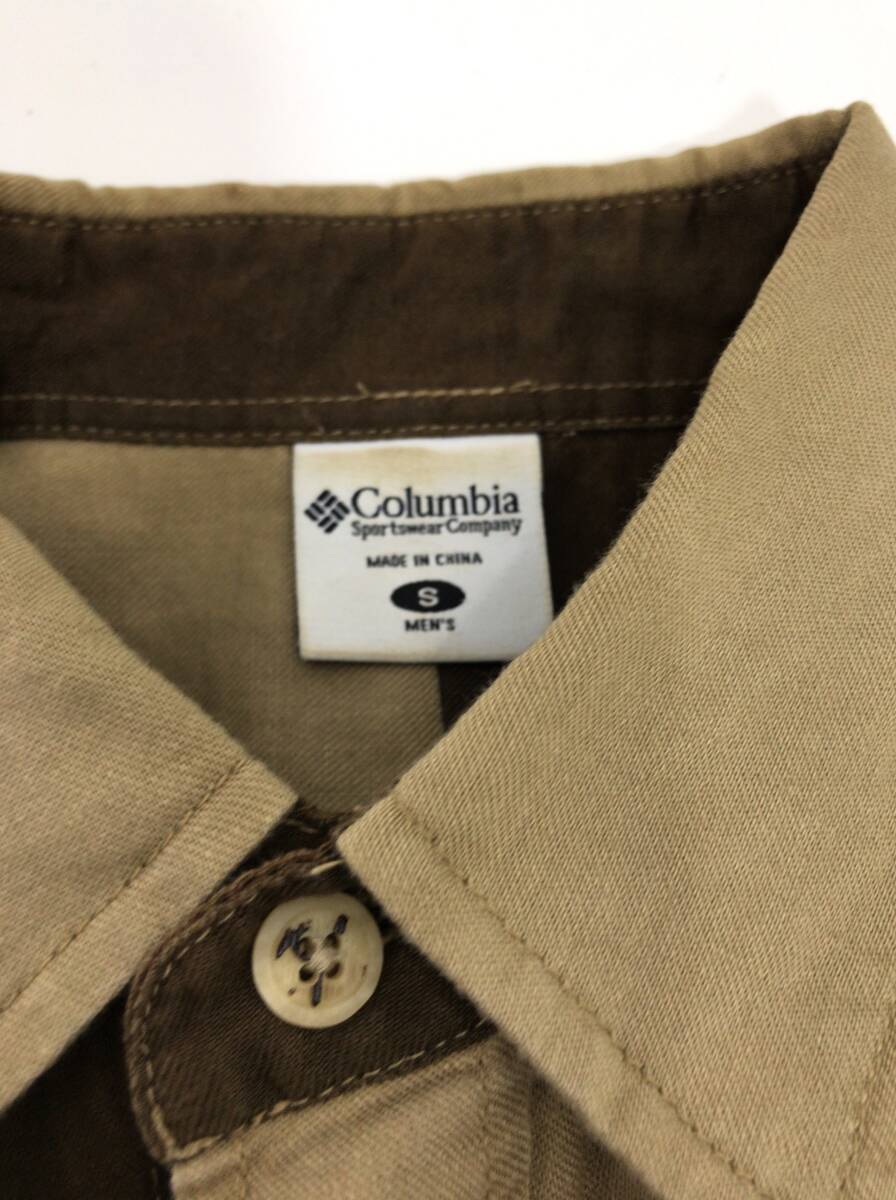 Columbia
Sportswear Company
MADE IN CHINA
S
MEN'S